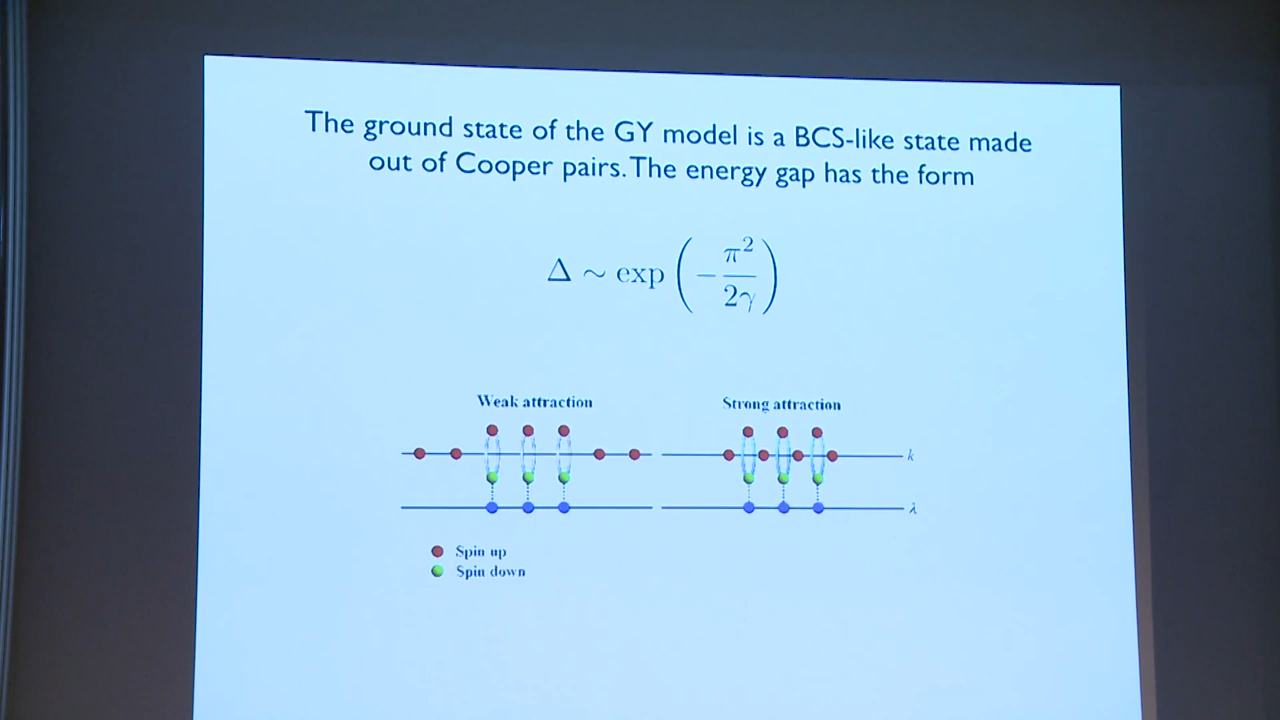 The ground state of the GY model is a BCS-like state made
out of Cooper pairs. The energy gap has the form
Δ ∼ exp(−π²/2γ)
Weak attraction
Strong attraction
k
λ
Spin up
Spin down